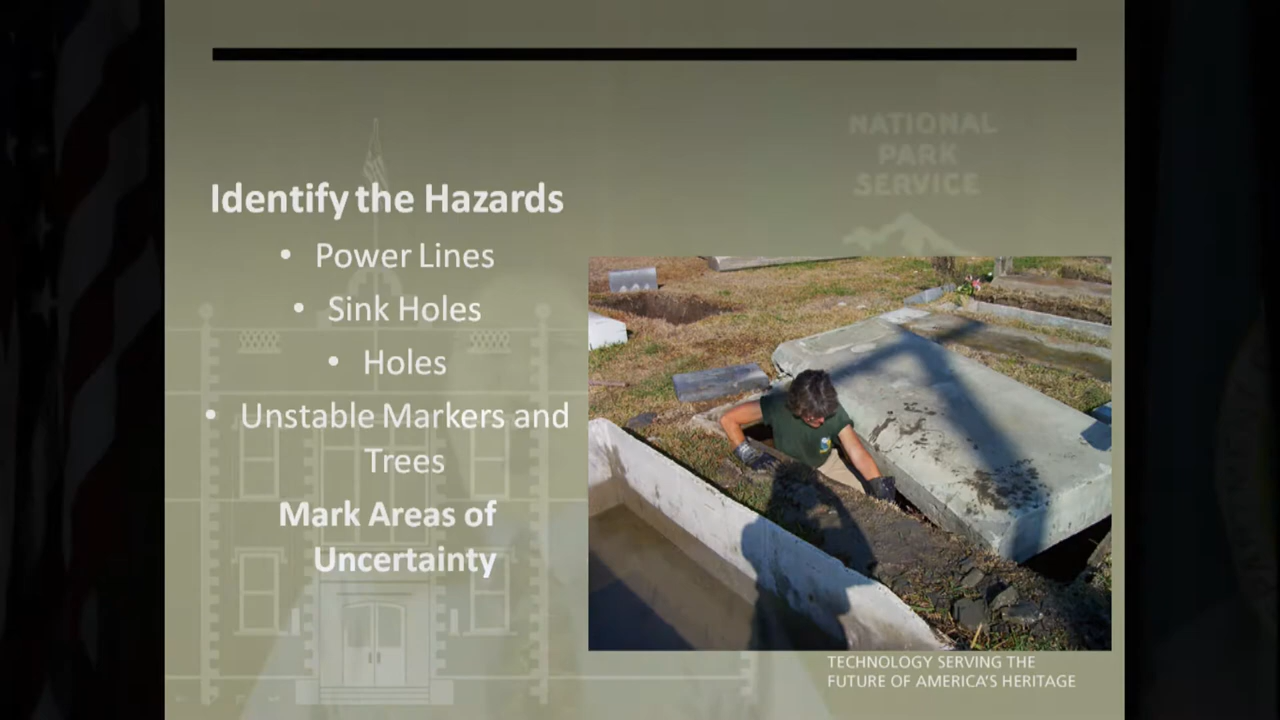 NATIONAL
PARK
SERVICE
Identify the Hazards
• Power Lines
• Sink Holes
• Holes
• Unstable Markers and
Trees
Mark Areas of
Uncertainty
TECHNOLOGY SERVING THE
FUTURE OF AMERICA'S HERITAGE